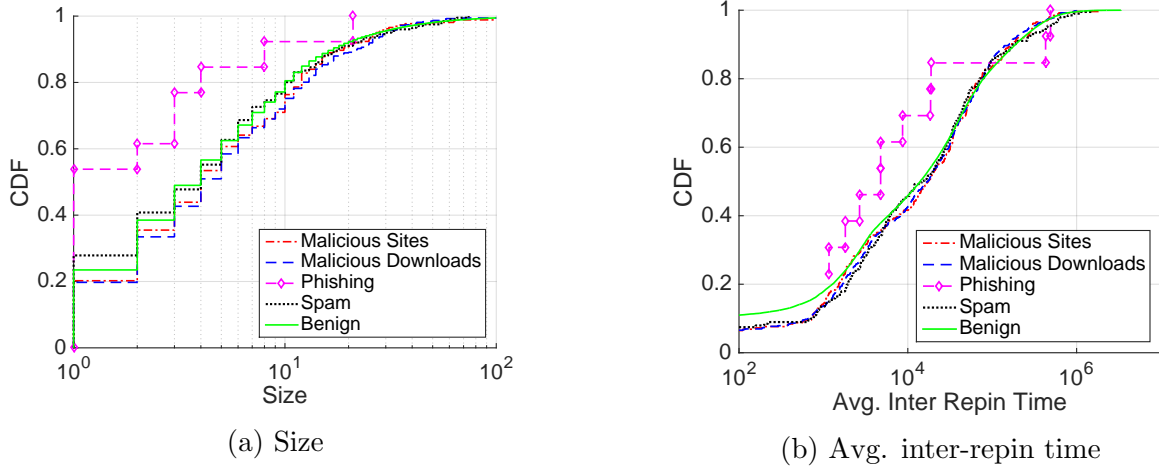 1
0.8
0.6
0.4
0.2
0
CDF
10^0
10^1
10^2
Size
Malicious Sites
Malicious Downloads
Phishing
Spam
Benign
(a) Size
1
0.8
0.6
0.4
0.2
0
CDF
10^2
10^4
10^6
Avg. Inter Repin Time
Malicious Sites
Malicious Downloads
Phishing
Spam
Benign
(b) Avg. inter-repin time